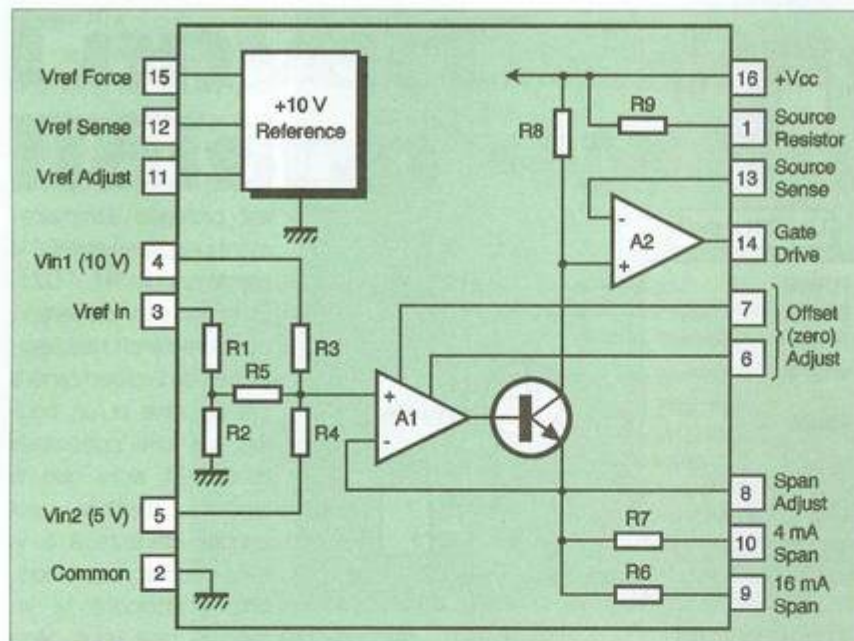 Vref Force
15
Vref Sense
12
Vref Adjust
11
+10 V
Reference
Vin1 (10 V)
4
Vref In
3
R1
R5
R2
R3
R4
Vin2 (5 V)
5
Common
2
+
A1
-
R8
R9
16
+Vcc
1
Source
Resistor
13
Source
Sense
-
A2
+
14
Gate
Drive
7
6
Offset
(zero)
Adjust
8
Span
Adjust
R7
10
4 mA
Span
R6
9
16 mA
Span